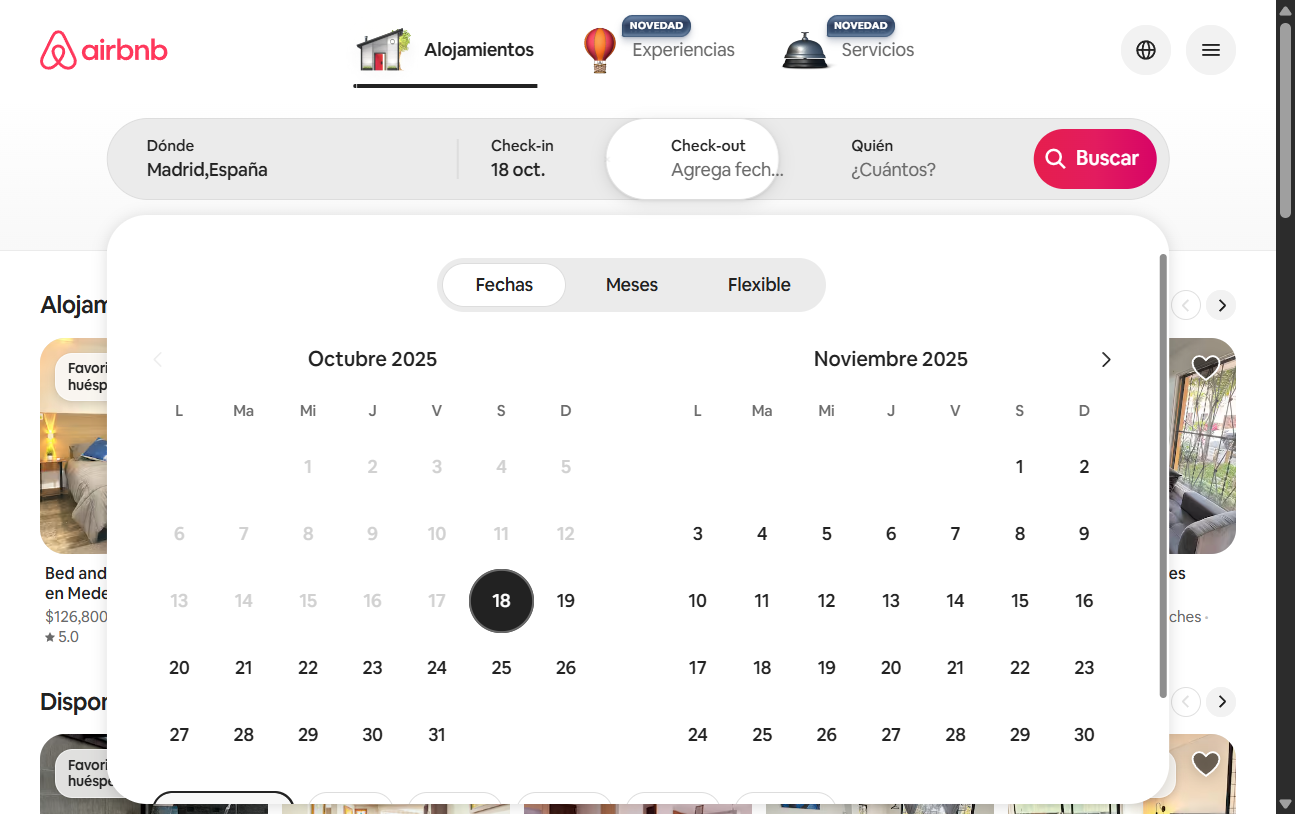 airbnb
Alojamientos
NOVEDAD
Experiencias
NOVEDAD
Servicios
Dónde
Madrid,España
Check-in
18 oct.
Check-out
Agrega fech...
Quién
¿Cuántos?
Buscar
Fechas
Meses
Flexible
Octubre 2025
L Ma Mi J V S D
1 2 3 4 5
6 7 8 9 10 11 12
13 14 15 16 17 18 19
20 21 22 23 24 25 26
27 28 29 30 31
Noviembre 2025
L Ma Mi J V S D
1 2
3 4 5 6 7 8 9
10 11 12 13 14 15 16
17 18 19 20 21 22 23
24 25 26 27 28 29 30
Alojam
Favori
huésp
Bed and
en Mede
$126,800
5.0
es
ches ·
Dispon
Favori
huéspe